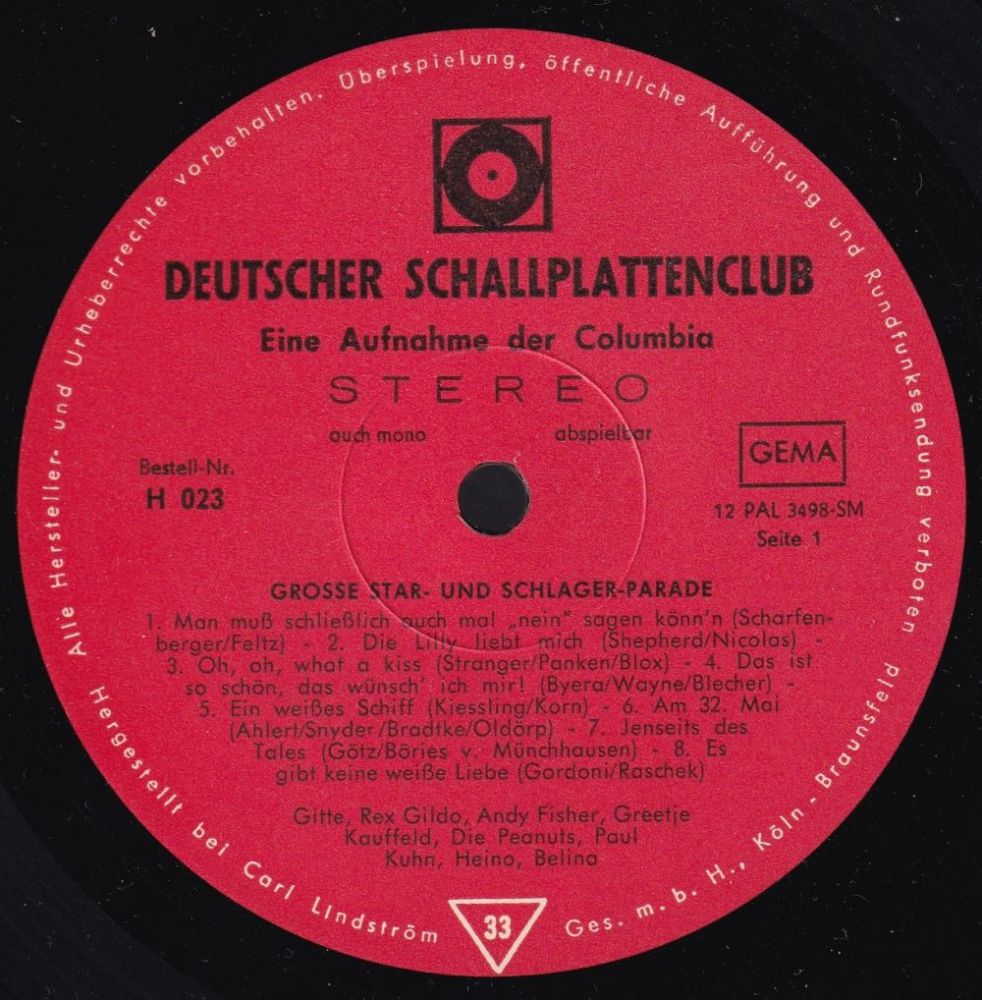 Alle Hersteller- und Urheberrechte vorbehalten. Überspielung, öffentliche Aufführung und Rundfunksendung verboten
DEUTSCHER SCHALLPLATTENCLUB
Eine Aufnahme der Columbia
STEREO
auch mono abspielbar
Bestell-Nr.
H 023
GEMA
12 PAL 3498-SM
Seite 1
GROSSE STAR- UND SCHLAGER-PARADE
1. Man muß schließlich auch mal „nein" sagen könn'n (Scharfen-
berger/Feltz) - 2. Die Lilly liebt mich (Shepherd/Nicolas) -
3. Oh, oh, what a kiss (Stranger/Panken/Blox) - 4. Das ist
so schön, das wünsch' ich mir! (Byera/Wayne/Blecher) -
5. Ein weißes Schiff (Kiessling/Korn) - 6. Am 32. Mai
(Ahlert/Snyder/Bradtke/Oldörp) - 7. Jenseits des
Tales (Götz/Börjes v. Münchhausen) - 8. Es
gibt keine weiße Liebe (Gordoni/Raschek)
Gitte, Rex Gildo, Andy Fisher, Greetje
Kauffeld, Die Peanuts, Paul
Kuhn, Heino, Belina
Hergestellt bei Carl Lindström Ges. m. b. H., Köln - Braunsfeld
33